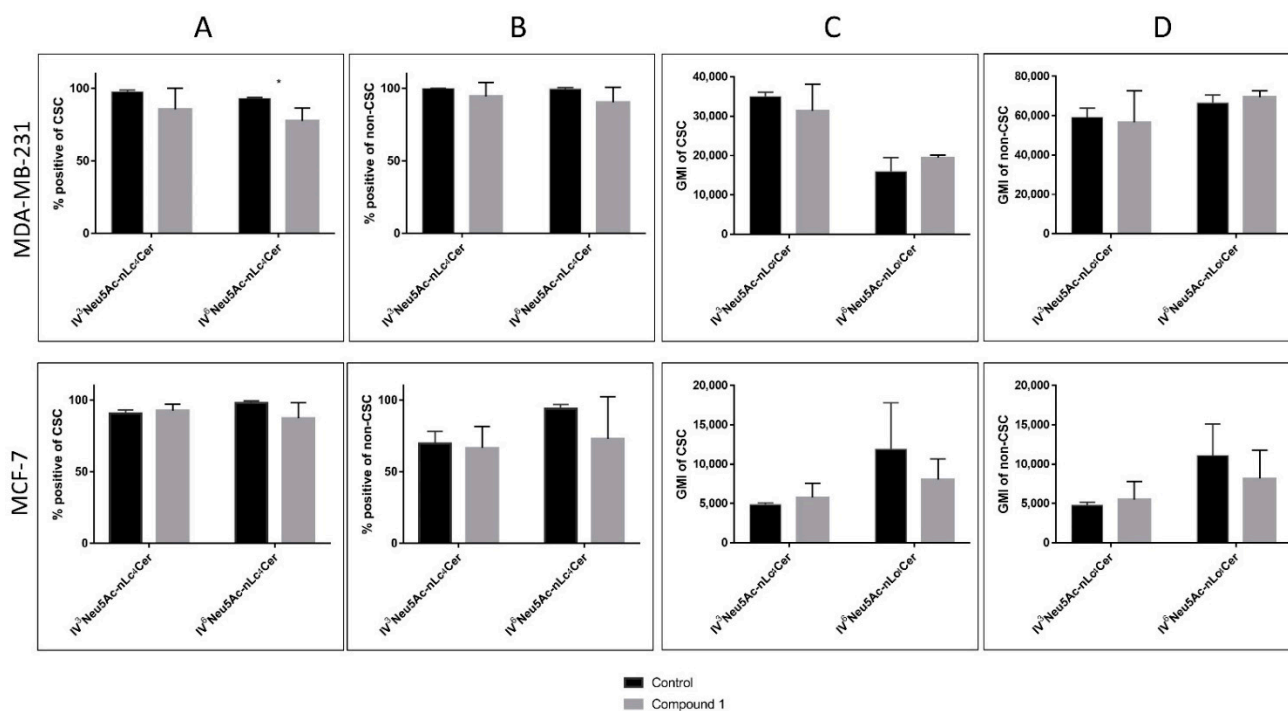 A
B
C
D
MDA-MB-231
% positive of CSC
100
*
50
0
IV³Neu5Ac-nLc⁴Cer
IV⁶Neu5Ac-nLc⁴Cer
% positive of non-CSC
100
50
0
IV³Neu5Ac-nLc⁴Cer
IV⁶Neu5Ac-nLc⁴Cer
GMI of CSC
40,000
30,000
20,000
10,000
0
IV³Neu5Ac-nLc⁴Cer
IV⁶Neu5Ac-nLc⁴Cer
GMI of non-CSC
80,000
60,000
40,000
20,000
0
IV³Neu5Ac-nLc⁴Cer
IV⁶Neu5Ac-nLc⁴Cer
MCF-7
% positive of CSC
100
50
0
IV³Neu5Ac-nLc⁴Cer
IV⁶Neu5Ac-nLc⁴Cer
% positive of non-CSC
100
50
0
IV³Neu5Ac-nLc⁴Cer
IV⁶Neu5Ac-nLc⁴Cer
GMI of CSC
20,000
15,000
10,000
5,000
0
IV³Neu5Ac-nLc⁴Cer
IV⁶Neu5Ac-nLc⁴Cer
GMI of non-CSC
20,000
15,000
10,000
5,000
0
IV³Neu5Ac-nLc⁴Cer
IV⁶Neu5Ac-nLc⁴Cer
Control
Compound 1